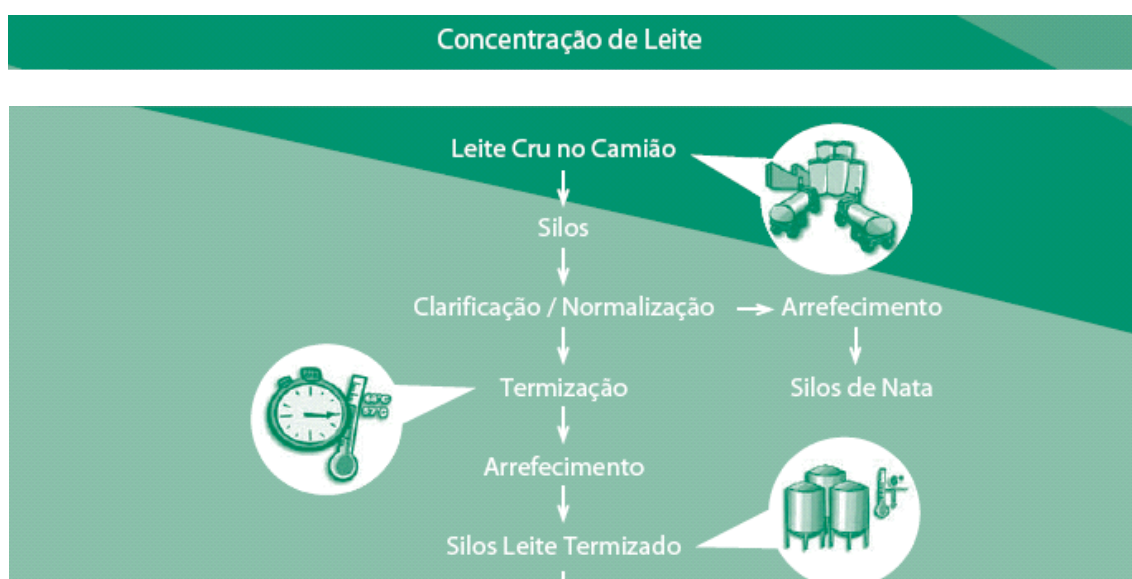 Concentração de Leite
Leite Cru no Camião
Silos
Clarificação / Normalização
Arrefecimento
Termização
Silos de Nata
Arrefecimento
Silos Leite Termizado